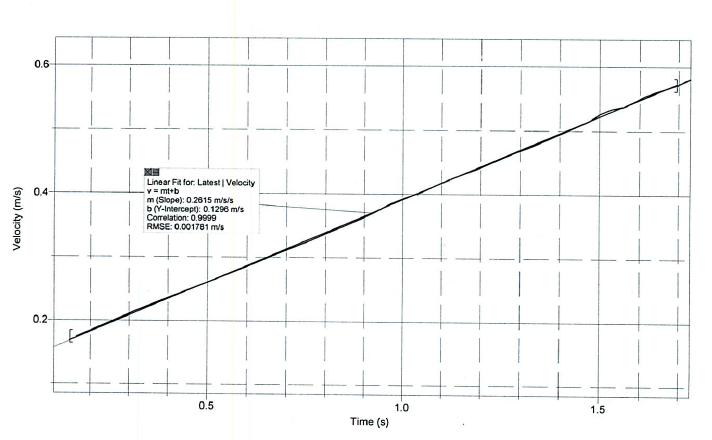 0.6
0.4
0.2
Velocity (m/s)
Linear Fit for: Latest | Velocity
v = mt+b
m (Slope): 0.2615 m/s/s
b (Y-Intercept): 0.1296 m/s
Correlation: 0.9999
RMSE: 0.001781 m/s
0.5
1.0
1.5
Time (s)